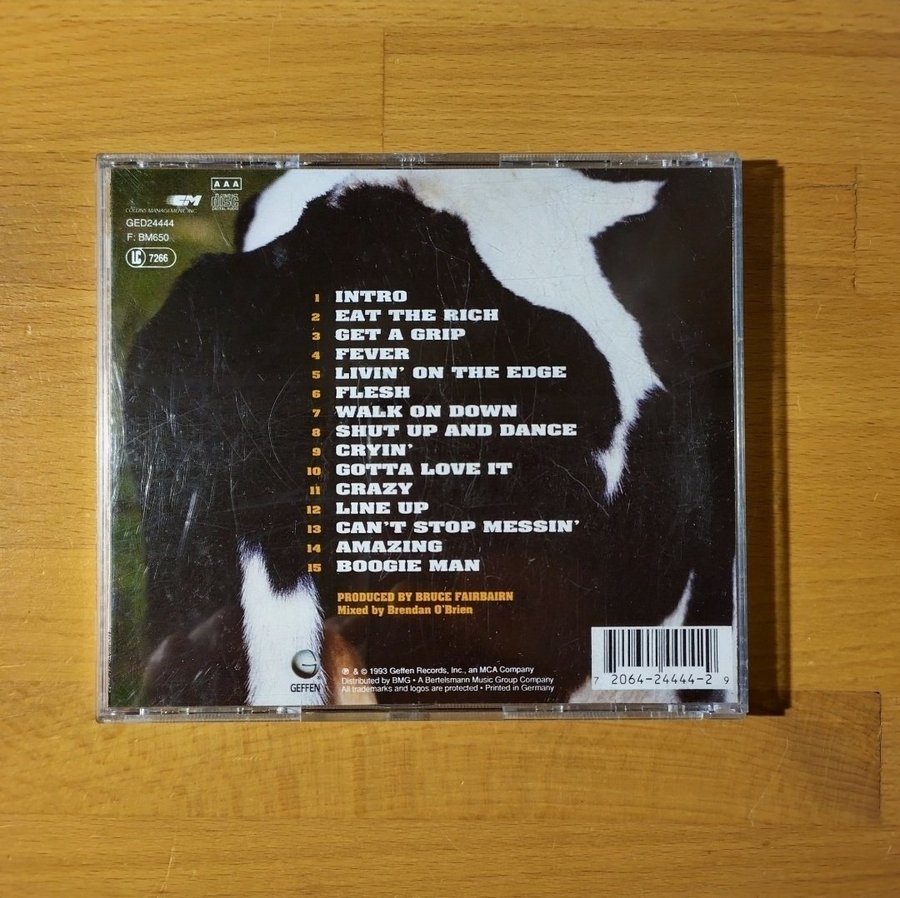 AAA
CM
COMPACT
disc
DIGITAL AUDIO
COLLINS MANAGEMENT, INC.
GED24444
F: BM650
LC 7266
1 INTRO
2 EAT THE RICH
3 GET A GRIP
4 FEVER
5 LIVIN' ON THE EDGE
6 FLESH
7 WALK ON DOWN
8 SHUT UP AND DANCE
9 CRYIN'
10 GOTTA LOVE IT
11 CRAZY
12 LINE UP
13 CAN'T STOP MESSIN'
14 AMAZING
15 BOOGIE MAN
PRODUCED BY BRUCE FAIRBAIRN
Mixed by Brendan O'Brien
GEFFEN
℗ & © 1993 Geffen Records, Inc., an MCA Company
Distributed by BMG • A Bertelsmann Music Group Company
All trademarks and logos are protected • Printed in Germany
7 2064-24444-2 9